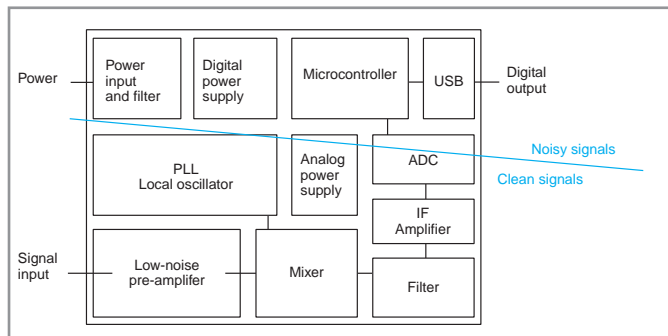 Power
Power
input
and filter
Digital
power
supply
Microcontroller
USB
Digital
output
PLL
Local oscillator
Analog
power
supply
ADC
Noisy signals
Clean signals
IF
Amplifier
Signal
input
Low-noise
pre-amplifer
Mixer
Filter